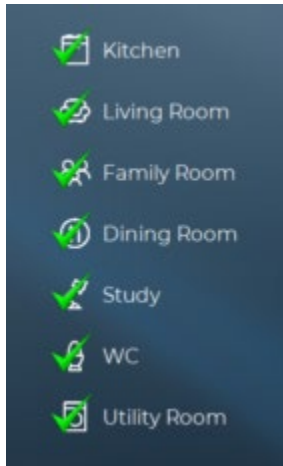 Kitchen
Living Room
Family Room
Dining Room
Study
WC
Utility Room